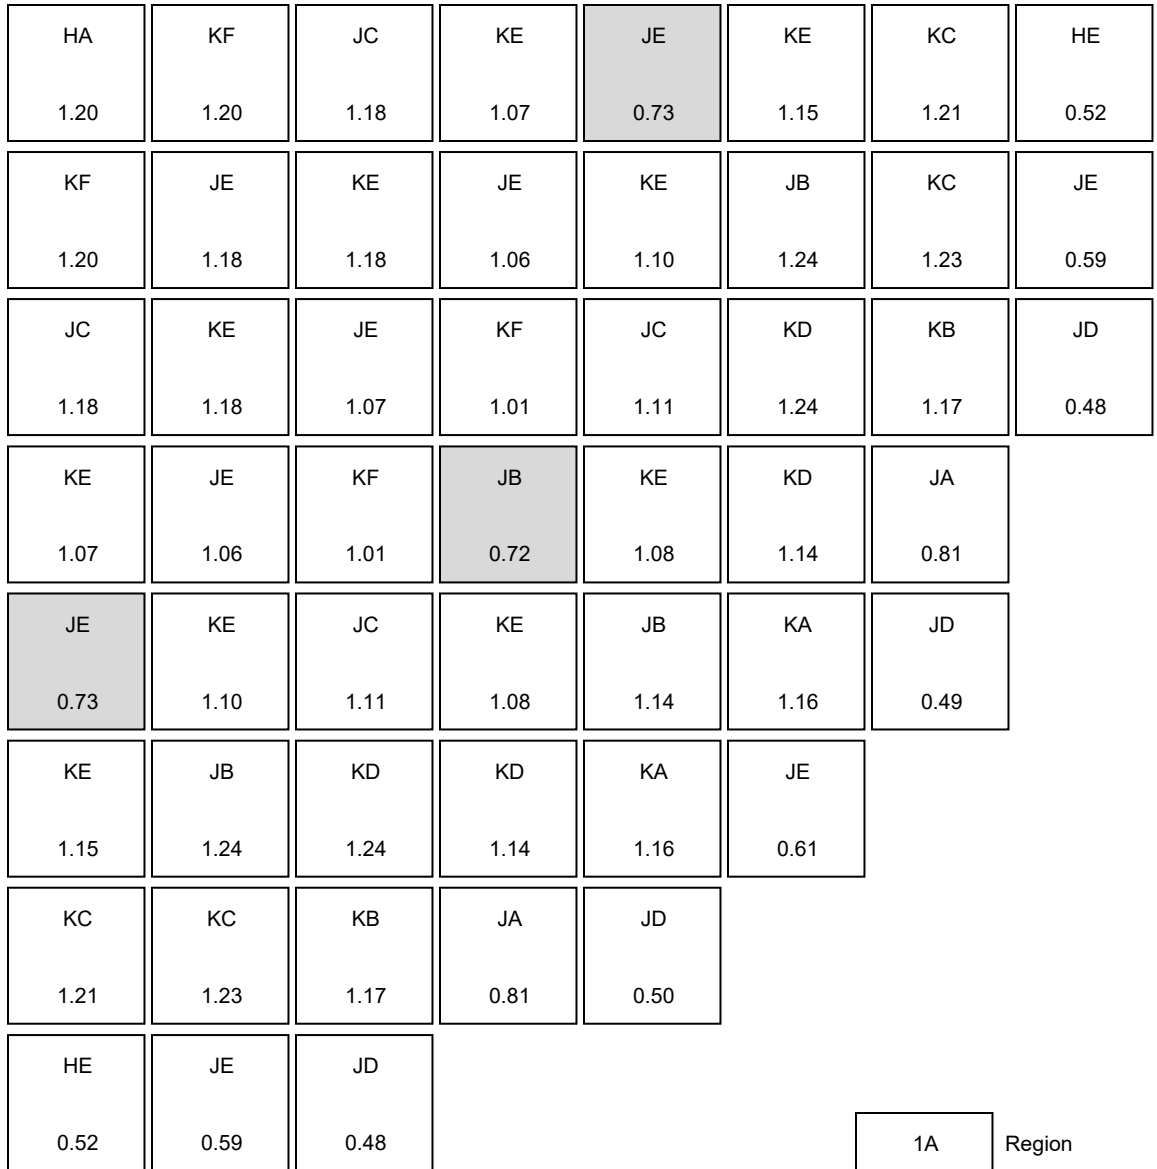 HA KF JC KE JE KE KC HE
1.20 1.20 1.18 1.07 0.73 1.15 1.21 0.52
KF JE KE JE KE JB KC JE
1.20 1.18 1.18 1.06 1.10 1.24 1.23 0.59
JC KE JE KF JC KD KB JD
1.18 1.18 1.07 1.01 1.11 1.24 1.17 0.48
KE JE KF JB KE KD JA
1.07 1.06 1.01 0.72 1.08 1.14 0.81
JE KE JC KE JB KA JD
0.73 1.10 1.11 1.08 1.14 1.16 0.49
KE JB KD KD KA JE
1.15 1.24 1.24 1.14 1.16 0.61
KC KC KB JA JD
1.21 1.23 1.17 0.81 0.50
HE JE JD
0.52 0.59 0.48
1A Region